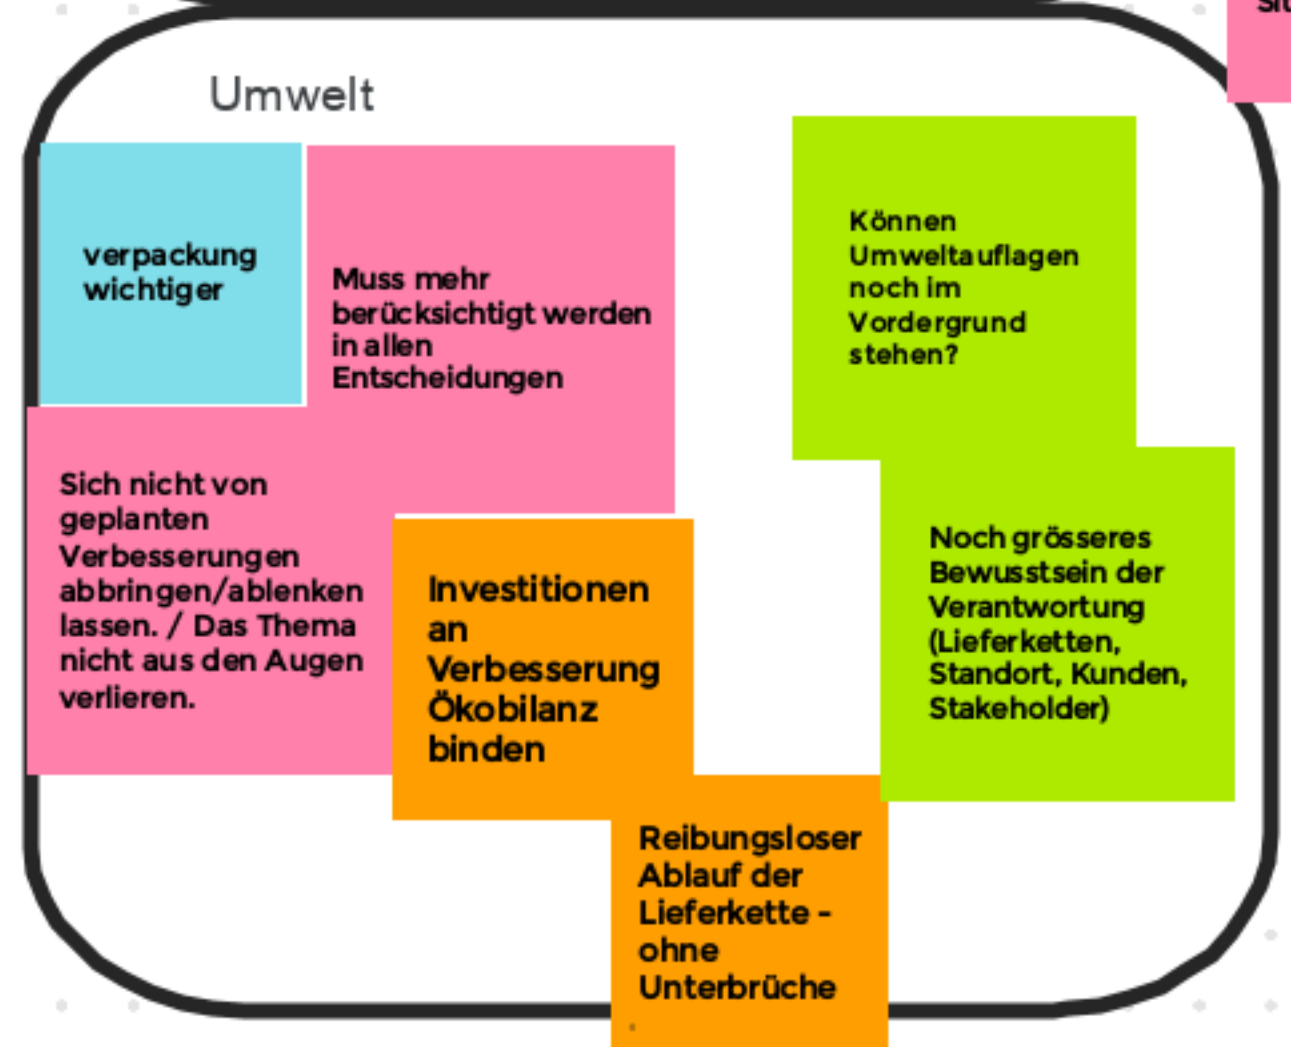 Umwelt
verpackung
wichtiger
Muss mehr
berücksichtigt werden
in allen
Entscheidungen
Können
Umweltauflagen
noch im
Vordergrund
stehen?
Sich nicht von
geplanten
Verbesserungen
abbringen/ablenken
lassen. / Das Thema
nicht aus den Augen
verlieren.
Investitionen
an
Verbesserung
Ökobilanz
binden
Noch grösseres
Bewusstsein der
Verantwortung
(Lieferketten,
Standort, Kunden,
Stakeholder)
Reibungsloser
Ablauf der
Lieferkette -
ohne
Unterbrüche
.